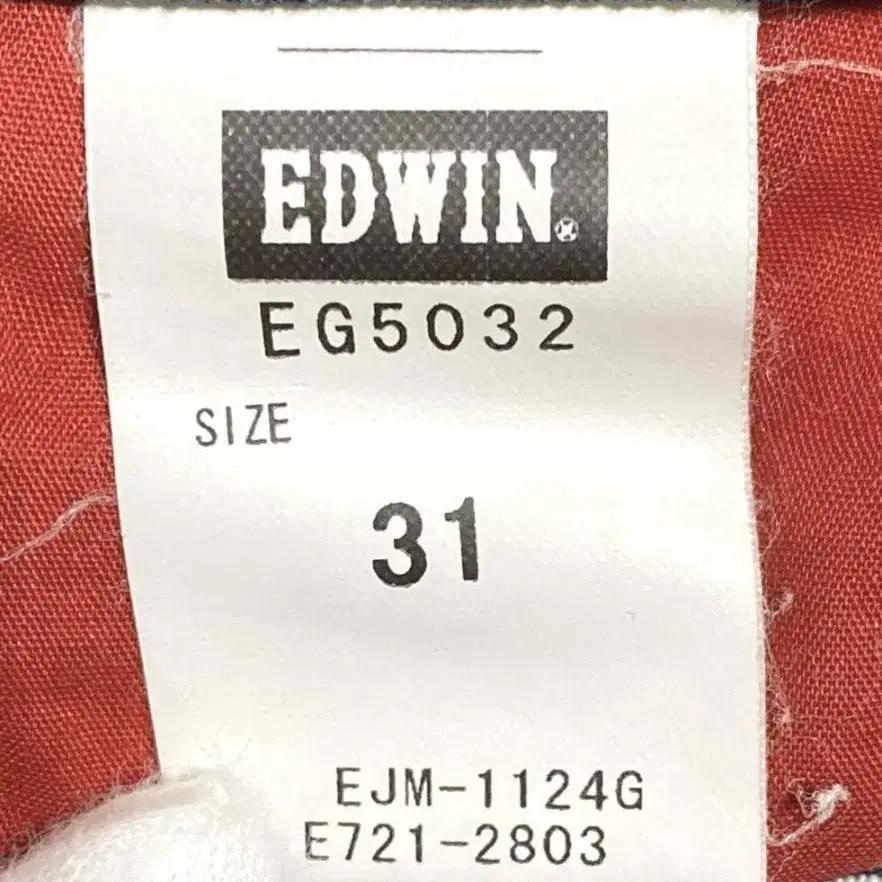 EDWIN
EG5032
SIZE
31
EJM-1124G
E721-2803